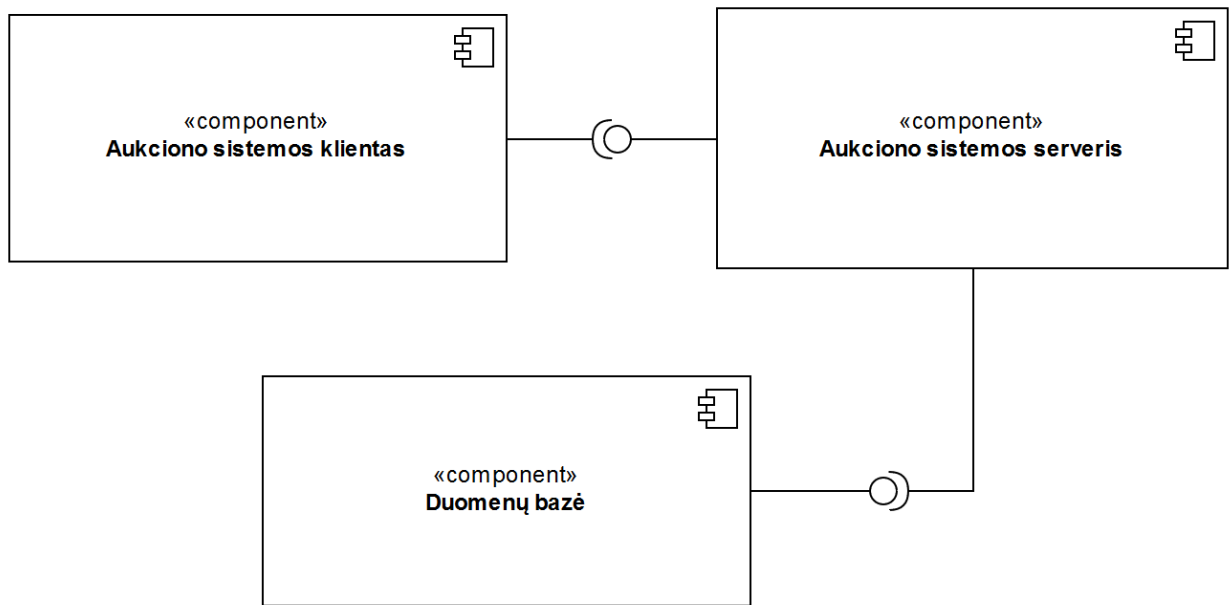 «component»
Aukciono sistemos klientas
«component»
Aukciono sistemos serveris
«component»
Duomenų bazė